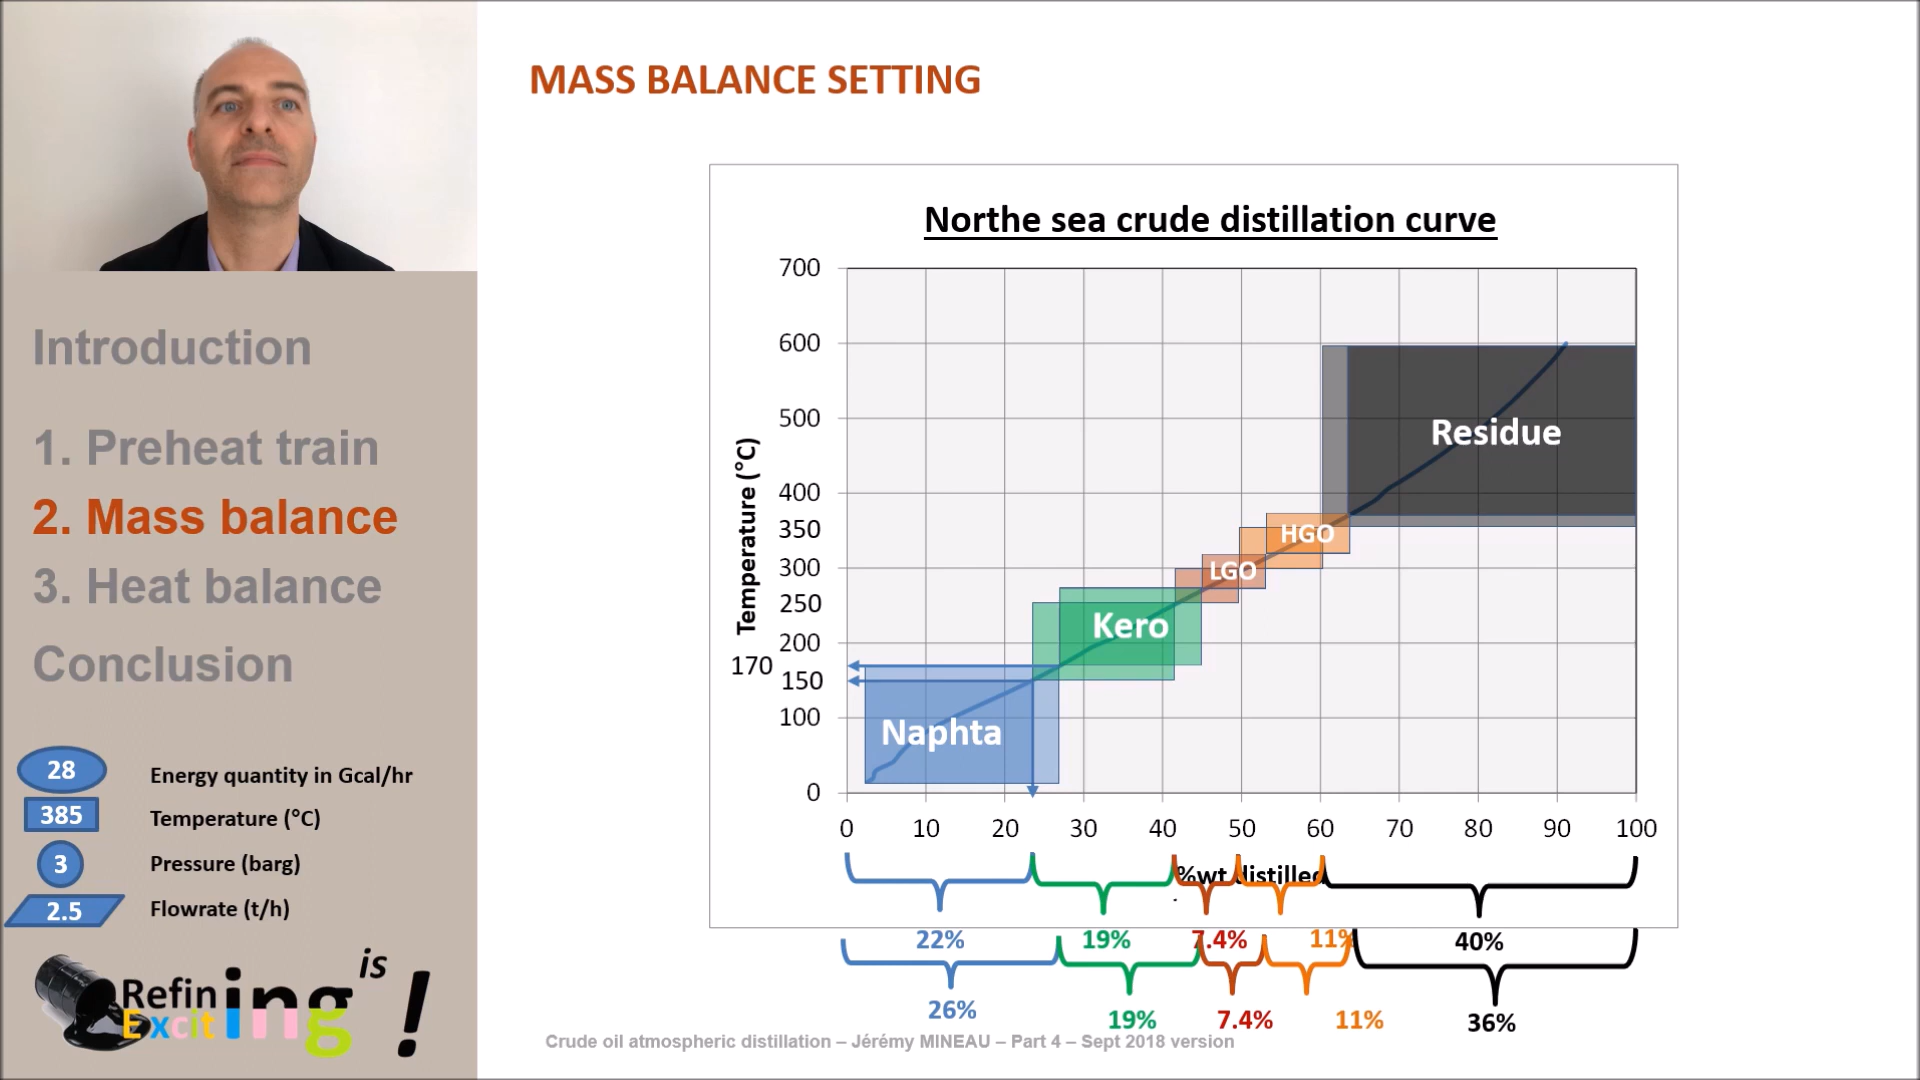 MASS BALANCE SETTING
Introduction
1. Preheat train
2. Mass balance
3. Heat balance
Conclusion
28 Energy quantity in Gcal/hr
385 Temperature (°C)
3 Pressure (barg)
2.5 Flowrate (t/h)
Refin ing is !
Excit
Northe sea crude distillation curve
Temperature (°C)
700
600
500
400
350
300
250
200
170
150
100
0
Residue
HGO
LGO
Kero
Naphta
0 10 20 30 40 50 60 70 80 90 100
%wt distilled
22% 19% 7.4% 11% 40%
26% 19% 7.4% 11% 36%
Crude oil atmospheric distillation – Jérémy MINEAU – Part 4 – Sept 2018 version